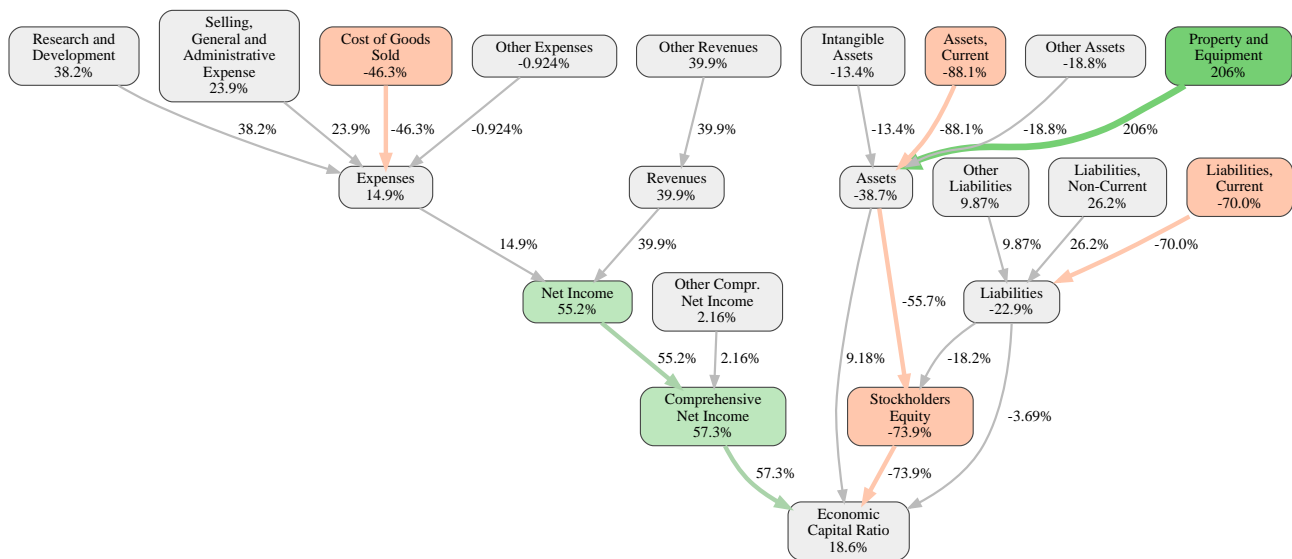 Research and
Development
38.2%
Selling,
General and
Administrative
Expense
23.9%
Cost of Goods
Sold
-46.3%
Other Expenses
-0.924%
Other Revenues
39.9%
Intangible
Assets
-13.4%
Assets,
Current
-88.1%
Other Assets
-18.8%
Property and
Equipment
206%
38.2%
23.9%
-46.3%
-0.924%
39.9%
-13.4%
-88.1%
-18.8%
206%
Expenses
14.9%
Revenues
39.9%
Assets
-38.7%
Other
Liabilities
9.87%
Liabilities,
Non-Current
26.2%
Liabilities,
Current
-70.0%
14.9%
39.9%
9.87%
26.2%
-70.0%
Net Income
55.2%
Other Compr.
Net Income
2.16%
-55.7%
Liabilities
-22.9%
55.2%
2.16%
9.18%
-18.2%
Comprehensive
Net Income
57.3%
Stockholders
Equity
-73.9%
-3.69%
57.3%
-73.9%
Economic
Capital Ratio
18.6%